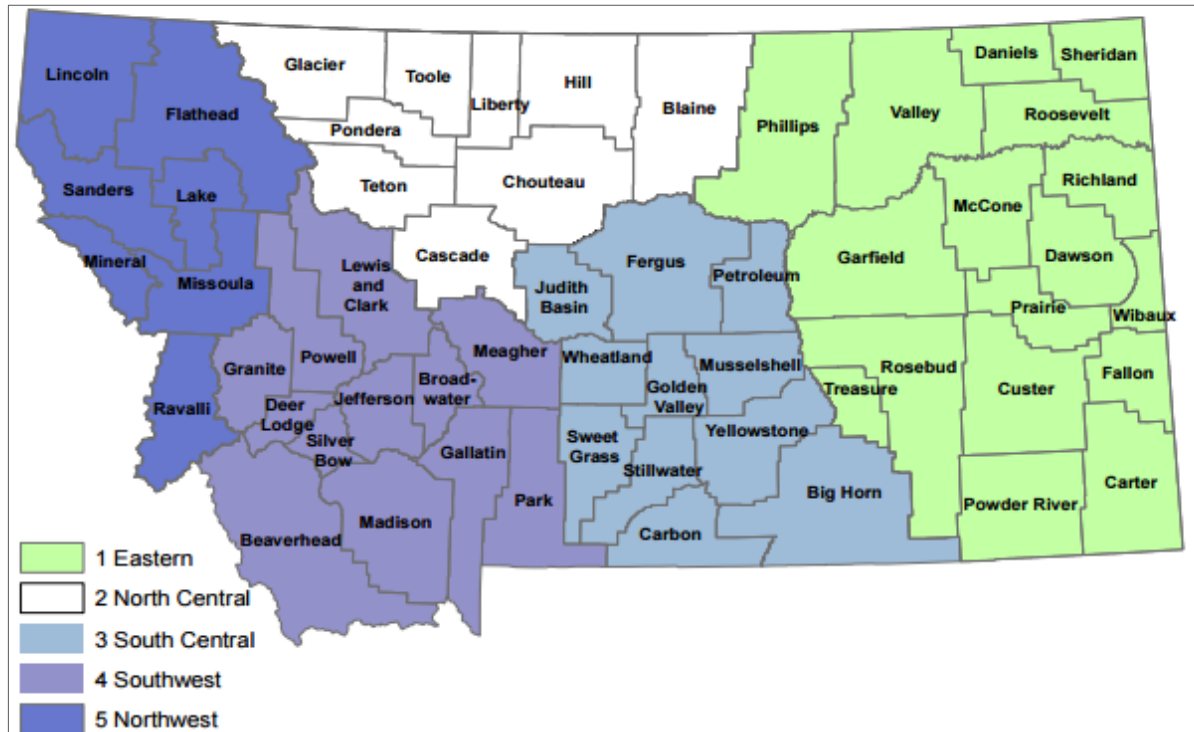 Lincoln
Flathead
Glacier
Toole
Liberty
Hill
Blaine
Phillips
Valley
Daniels
Sheridan
Roosevelt
Pondera
Teton
Chouteau
Sanders
Lake
Mineral
Missoula
Cascade
Lewis
and
Clark
Judith
Basin
Fergus
Petroleum
Garfield
McCone
Richland
Dawson
Prairie
Wibaux
Ravalli
Granite
Powell
Deer
Lodge
Silver
Bow
Jefferson
Broad-
water
Meagher
Wheatland
Golden
Valley
Musselshell
Treasure
Rosebud
Custer
Fallon
Beaverhead
Madison
Gallatin
Park
Sweet
Grass
Stillwater
Yellowstone
Carbon
Big Horn
Powder River
Carter
1 Eastern
2 North Central
3 South Central
4 Southwest
5 Northwest